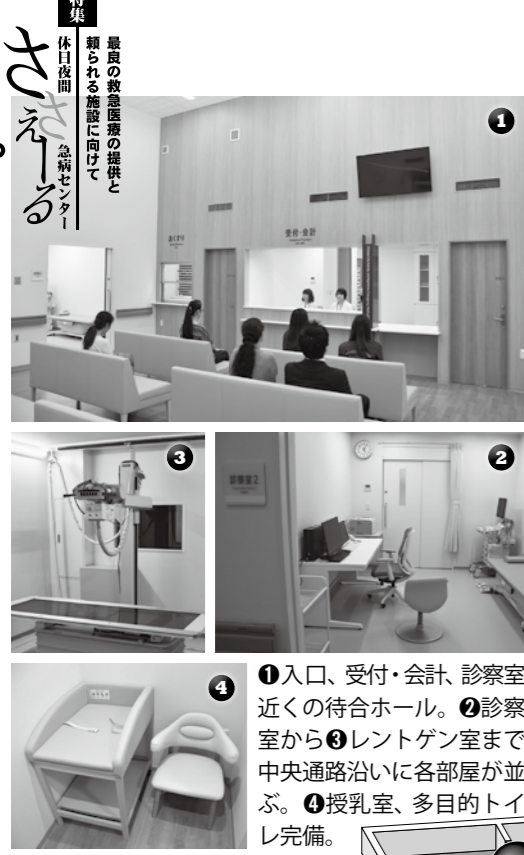 特集
最良の救急医療の提供と
頼られる施設に向けて
休日夜間
急病センター
ささえーる
1
おくすり
受付・会計
3
2
診察室2
4
❶入口、受付・会計、診察室
近くの待合ホール。❷診察
室から❸レントゲン室まで
中央通路沿いに各部屋が並
ぶ。❹授乳室、多目的トイ
レ完備。